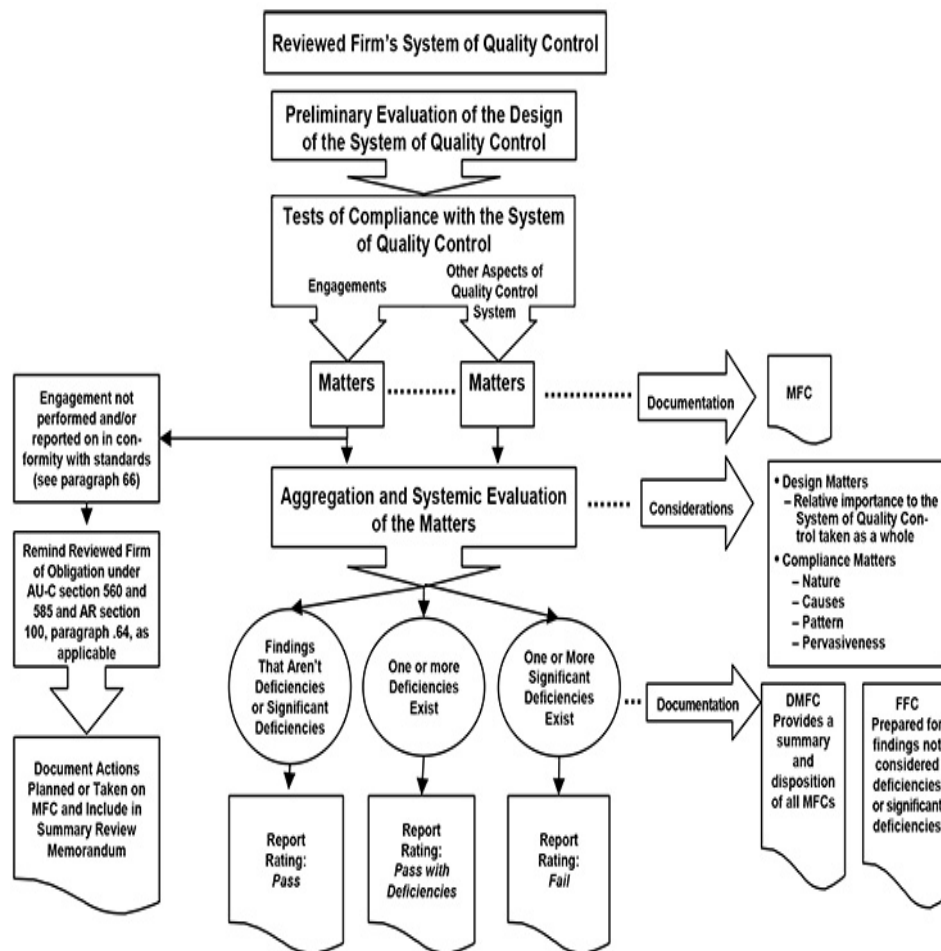 Reviewed Firm's System of Quality Control
Preliminary Evaluation of the Design
of the System of Quality Control
Tests of Compliance with the System
of Quality Control
Engagements
Other Aspects of
Quality Control
System
Matters
Matters
Documentation
MFC
Engagement not
performed and/or
reported on in con-
formity with standards
(see paragraph 66)
Aggregation and Systemic Evaluation
of the Matters
Considerations
• Design Matters
– Relative importance to the
System of Quality Con-
trol taken as a whole
• Compliance Matters
– Nature
– Causes
– Pattern
– Pervasiveness
Remind Reviewed Firm
of Obligation under
AU-C section 560 and
585 and AR section
100, paragraph .64, as
applicable
Findings
That Aren't
Deficiencies
or Significant
Deficiencies
One or more
Deficiencies
Exist
One or More
Significant
Deficiencies
Exist
Documentation
DMFC
Provides a
summary
and
disposition
of all MFCs
FFC
Prepared for
findings not
considered
deficiencies
or significant
deficiencies
Document Actions
Planned or Taken on
MFC and Include in
Summary Review
Memorandum
Report
Rating:
Pass
Report
Rating:
Pass with
Deficiencies
Report
Rating:
Fail